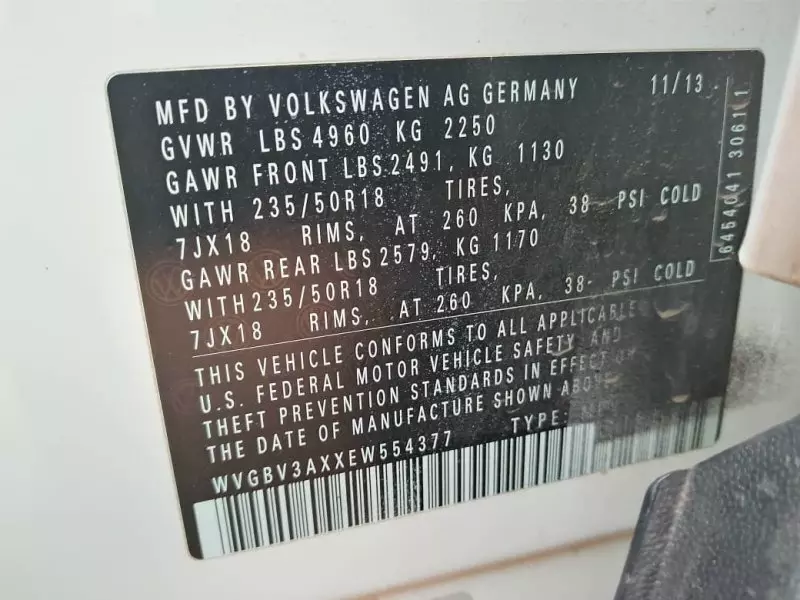 MFD BY VOLKSWAGEN AG GERMANY 11/13
GVWR LBS 4960 KG 2250
GAWR FRONT LBS 2491, KG 1130
WITH 235/50R18 TIRES,
7JX18 RIMS, AT 260 KPA, 38- PSI COLD
GAWR REAR LBS 2579, KG 1170
WITH 235/50R18 TIRES,
7JX18 RIMS, AT 260 KPA, 38- PSI COLD
THIS VEHICLE CONFORMS TO ALL APPLICABLE
U.S. FEDERAL MOTOR VEHICLE SAFETY AND
THEFT PREVENTION STANDARDS IN EFFECT
THE DATE OF MANUFACTURE SHOWN ABOVE
WVGBV3AXXEW554377 TYPE:
6454041 30611